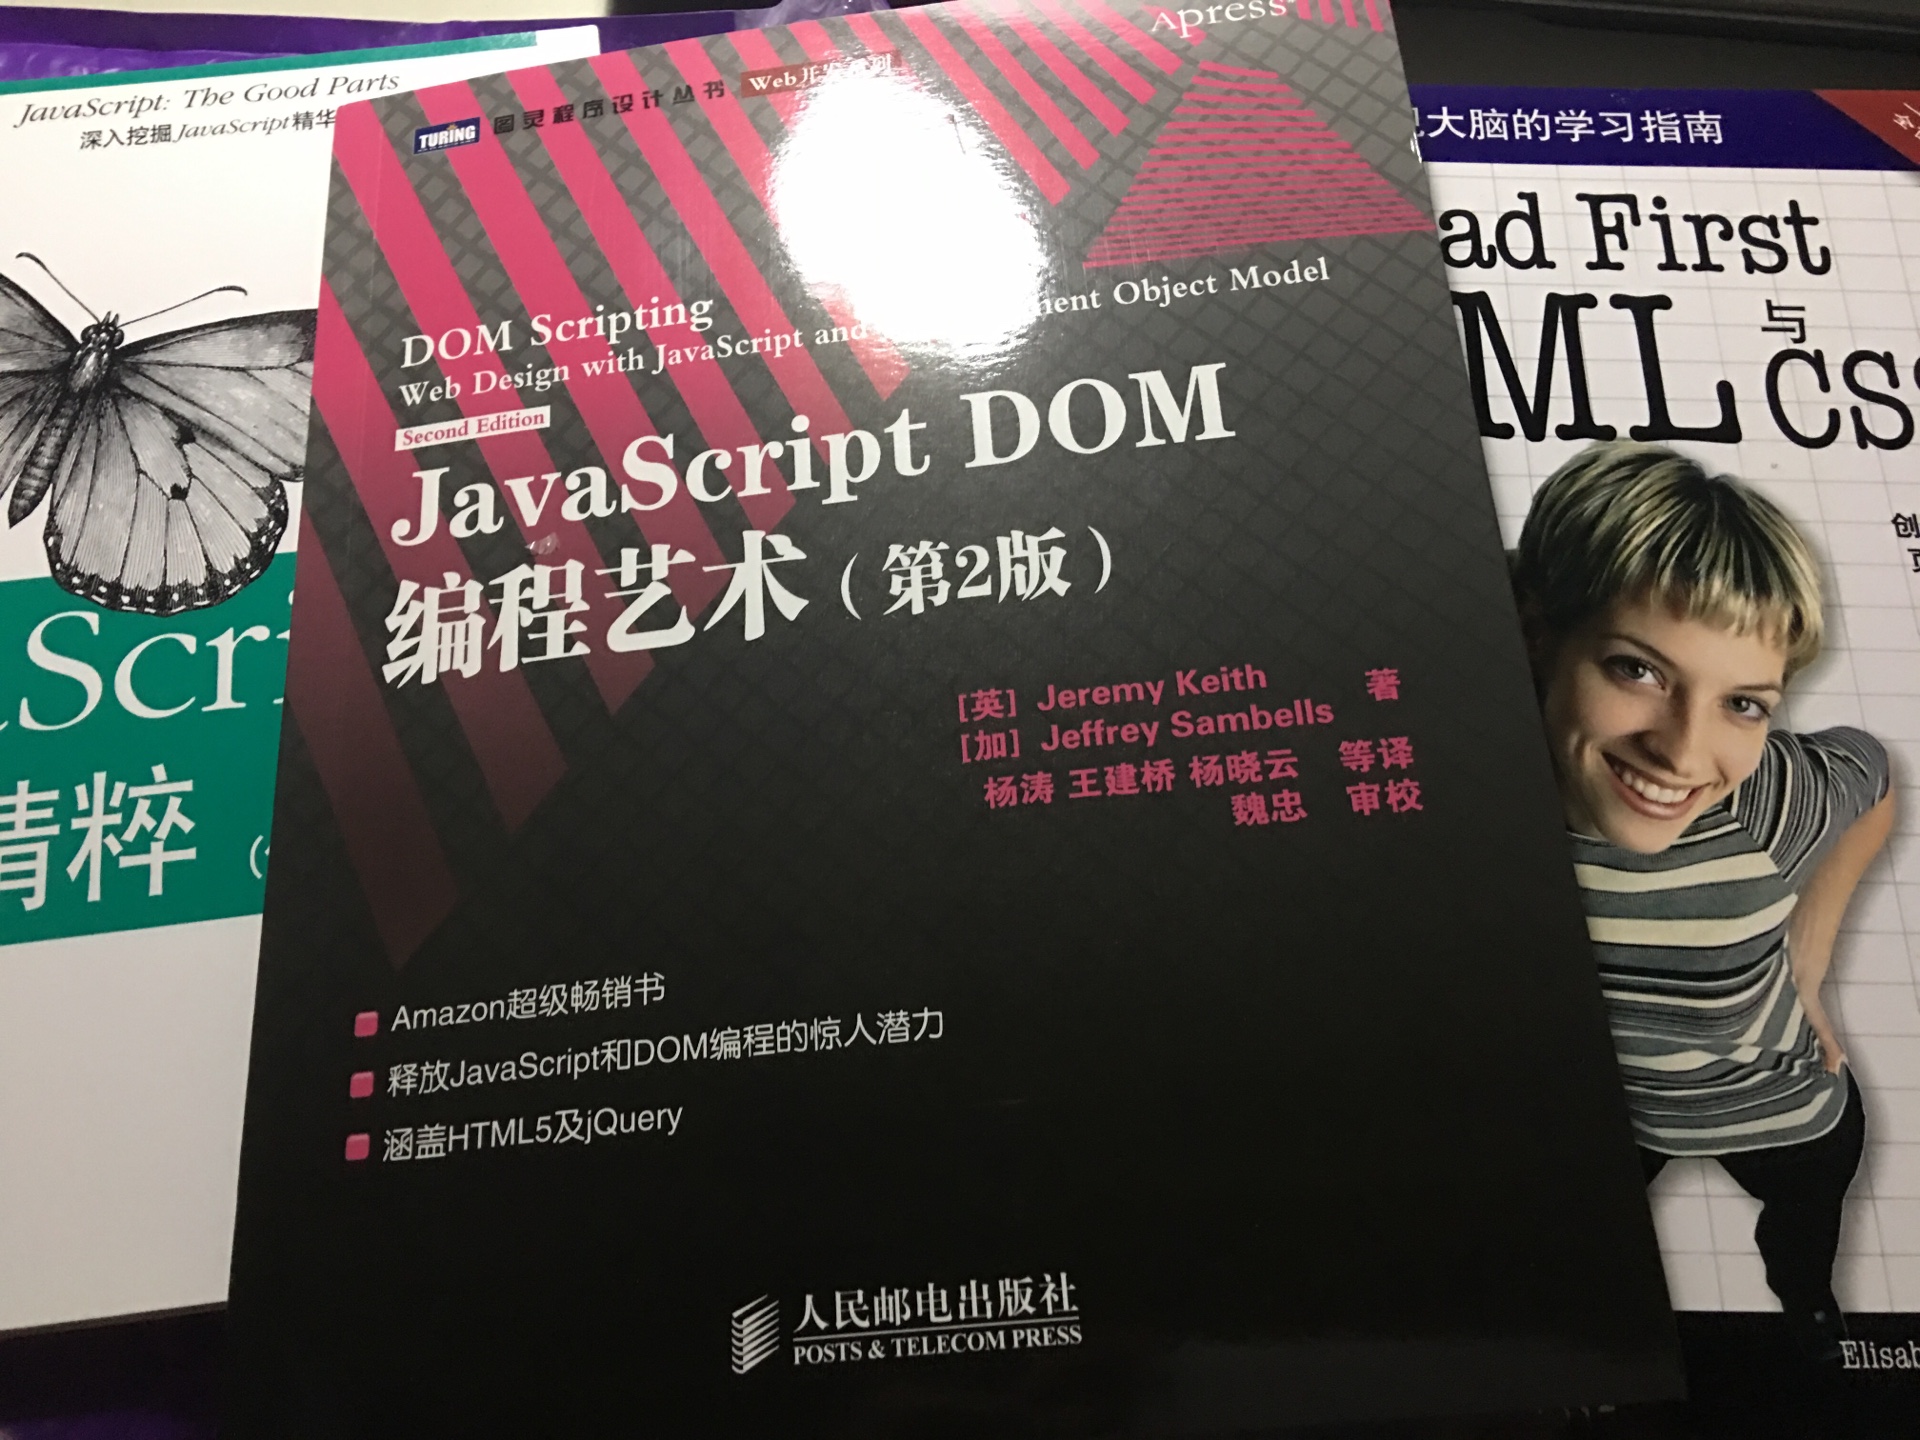 JavaScript: The Good Parts
深入挖掘JavaScript精华
Scri
精粹
Apress
TURING 图灵程序设计丛书 Web开发系列
DOM Scripting
Web Design with JavaScript and Object Model
Second Edition
JavaScript DOM
编程艺术（第2版）
[英] Jeremy Keith 著
[加] Jeffrey Sambells
杨涛 王建桥 杨晓云 等译
魏忠 审校
Amazon超级畅销书
释放JavaScript和DOM编程的惊人潜力
涵盖HTML5及jQuery
人民邮电出版社
POSTS & TELECOM PRESS
大脑的学习指南
ad First
ML 与
CSS
创
Elisab